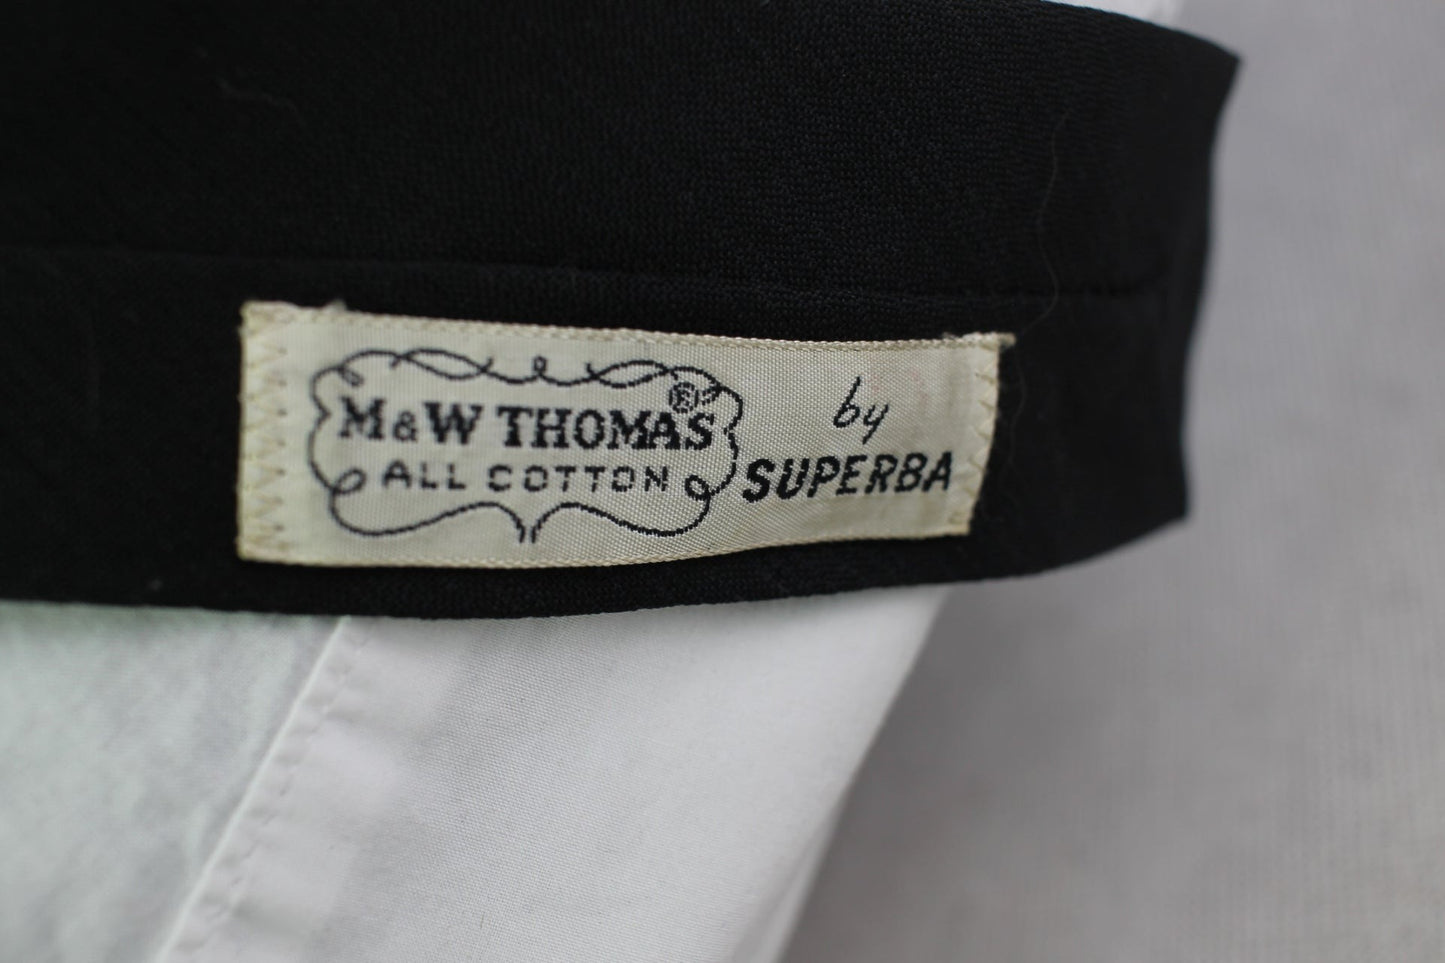 M&W THOMAS ®
ALL COTTON
by
SUPERBA